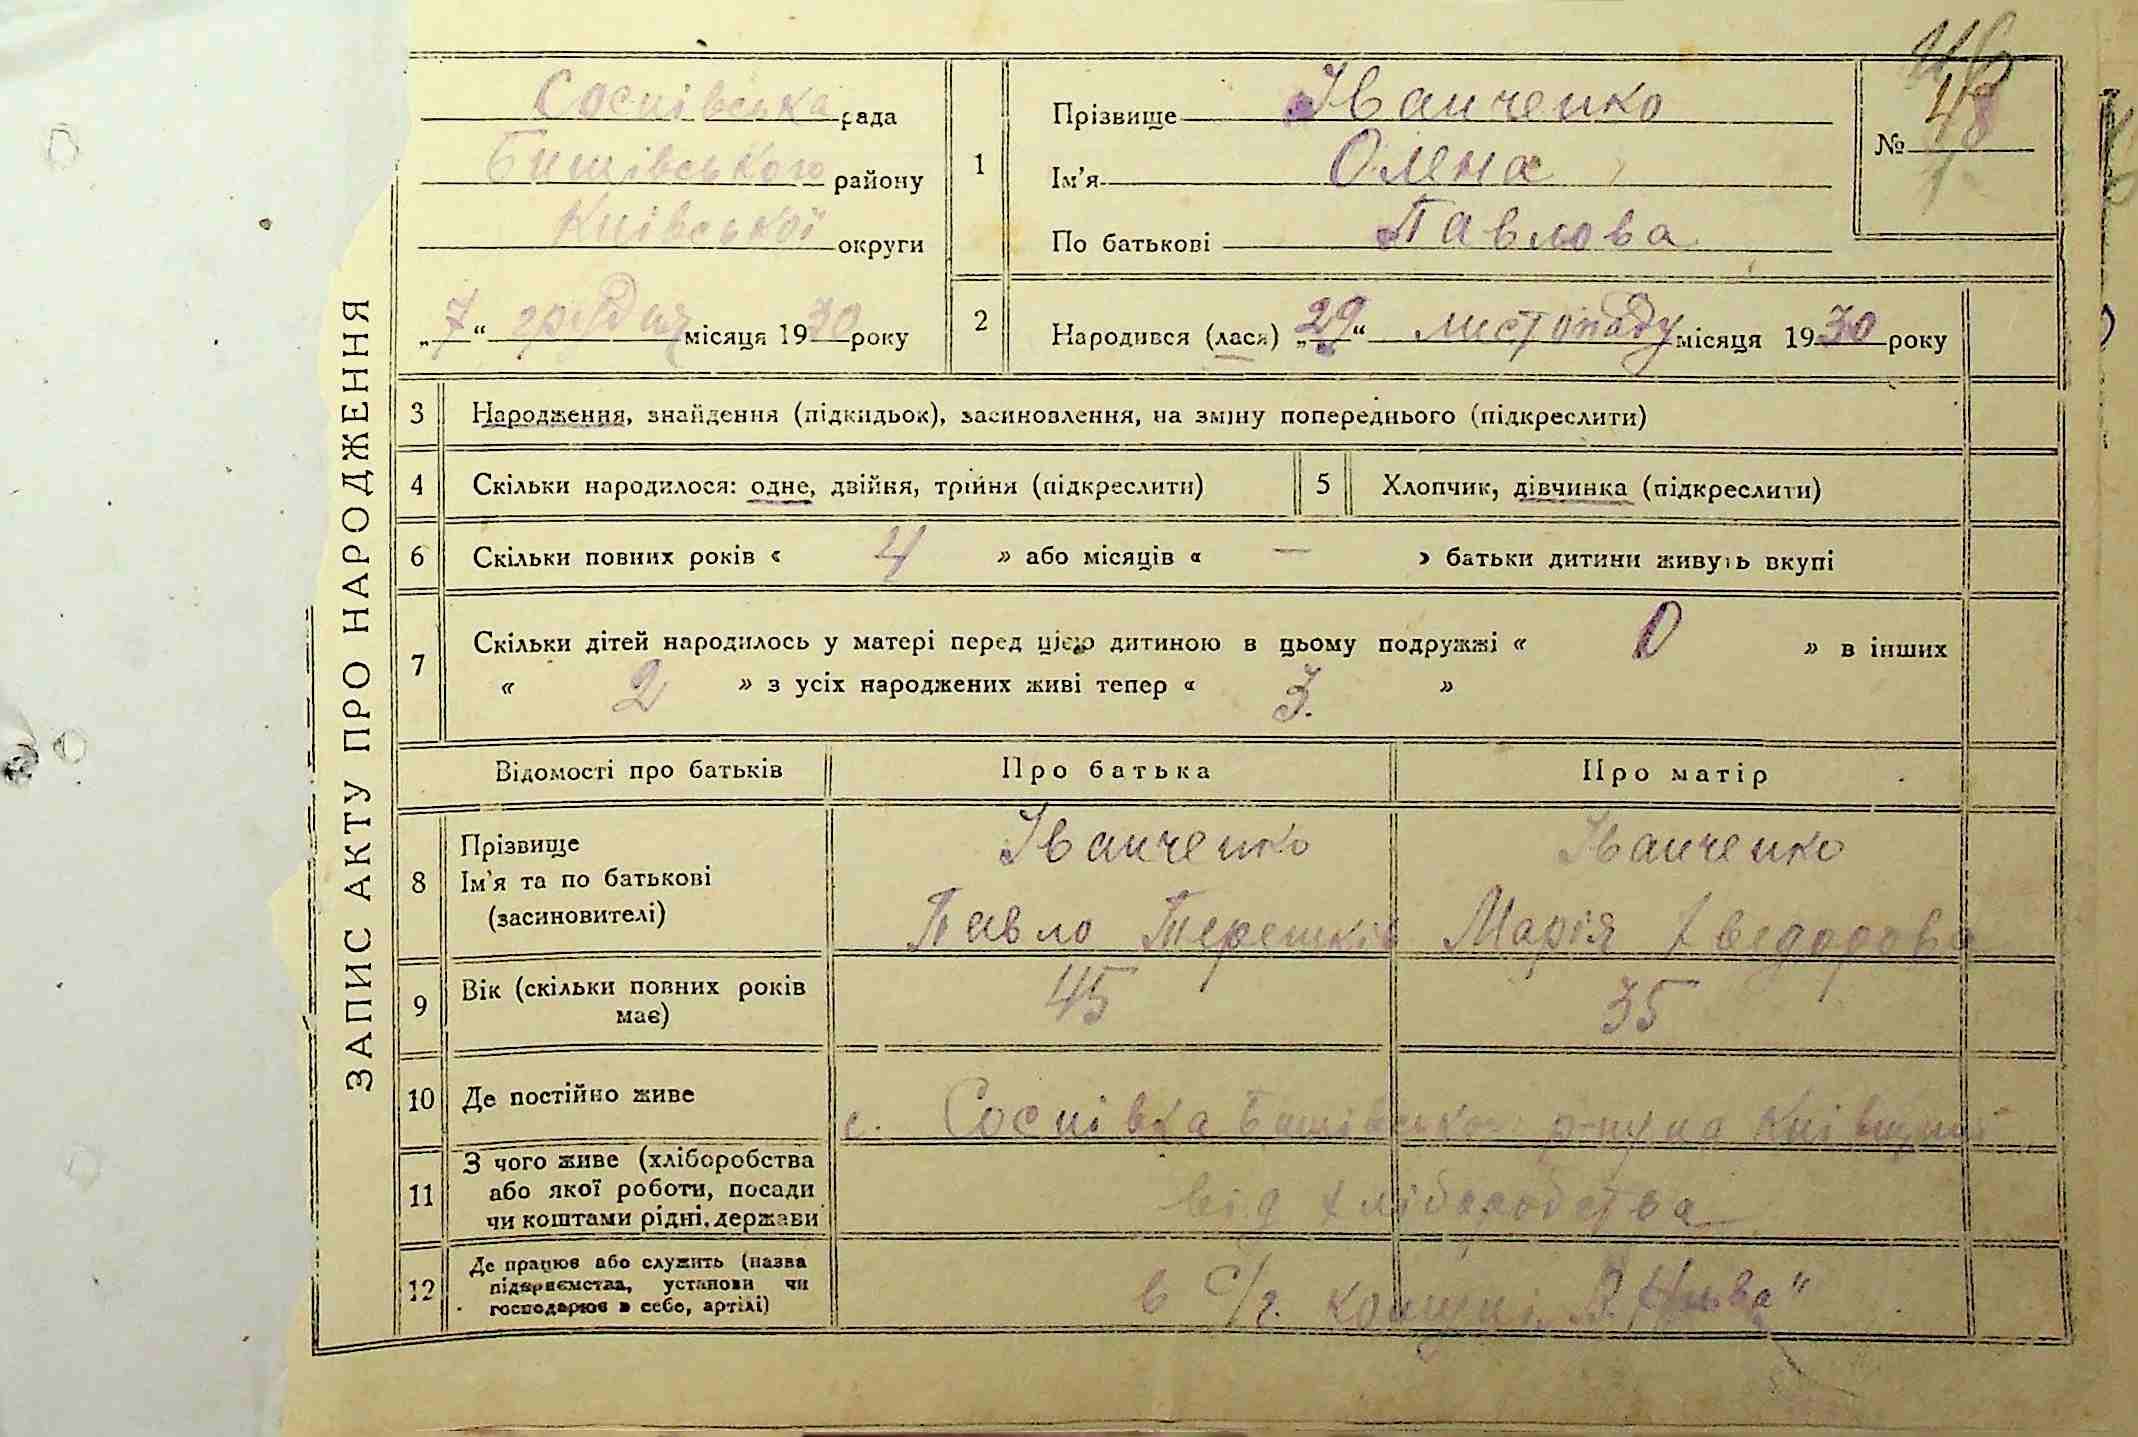 ЗАПИС АКТУ ПРО НАРОДЖЕННЯ
Соснівська рада
Бишівського району
Київської округи
„7“ грудня місяця 1930 року
1
Прізвище Іванченко
Ім’я Олена
По батькові Павлова
№ 48
2
Народився (лася) „29“ листопаду місяця 1930 року
3 Народження, знайдення (підкидьок), засиновлення, на зміну попереднього (підкреслити)
4 Скільки народилося: одне, двійня, трійня (підкреслити) 5 Хлопчик, дівчинка (підкреслити)
6 Скільки повних років « 4 » або місяців « — » батьки дитини живуть вкупі
7 Скільки дітей народилось у матері перед цією дитиною в цьому подружжі « 0 » в інших
« 2 » з усіх народжених живі тепер « 3. »
Відомості про батьків Про батька Про матір
8 Прізвище
Ім’я та по батькові
(засиновителі)
Іванченко Іванченко
Павло Терешків Марія Хведорова
9 Вік (скільки повних років
має)
45 35
10 Де постійно живе с. Соснівка Бишівсько р-ну на Київщині
11 З чого живе (хліборобства
або якої роботи, посади
чи коштами рідні, держави
від хліборобства
12 Де працює або служить (назва
підприємства, установи чи
господарює в себе, артілі)
в С/г. комуні „ Нива“